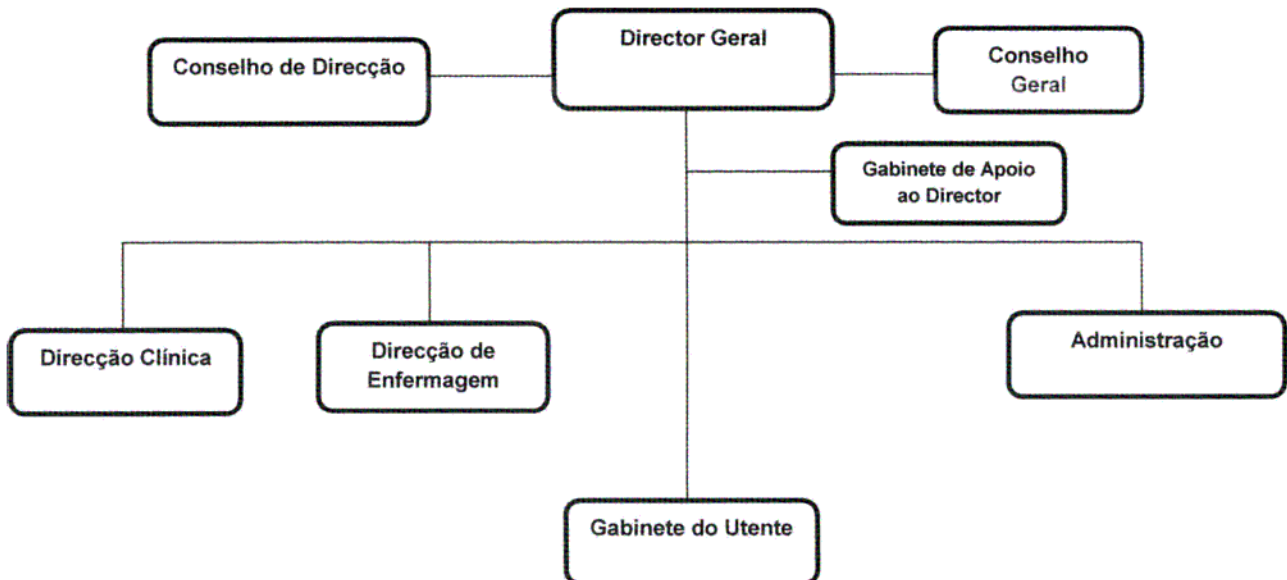 Director Geral
Conselho de Direcção
Conselho
Geral
Gabinete de Apoio
ao Director
Direcção Clínica
Direcção de
Enfermagem
Administração
Gabinete do Utente